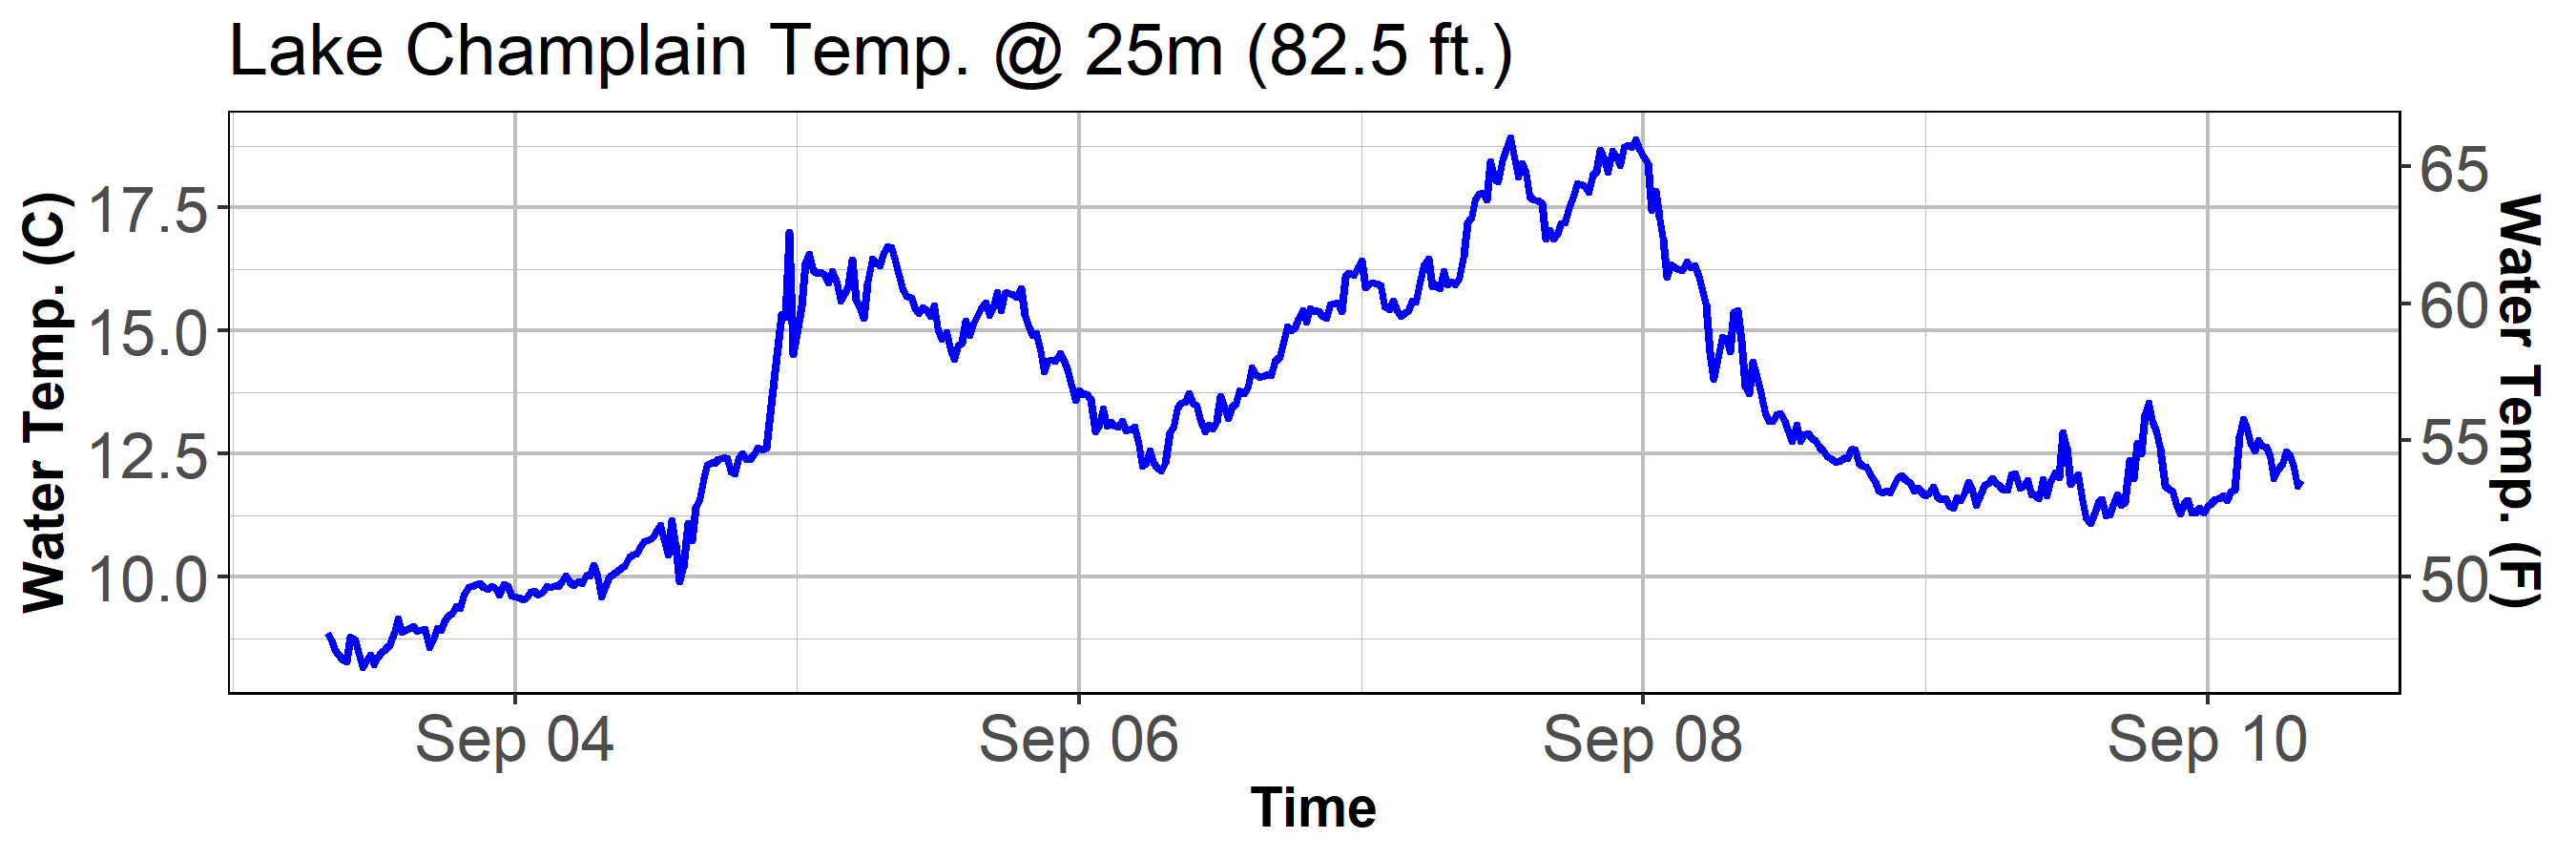 Lake Champlain Temp. @ 25m (82.5 ft.)
Water Temp. (C)
17.5
15.0
12.5
10.0
65
60
55
50
Water Temp. (F)
Sep 04 Sep 06 Sep 08 Sep 10
Time